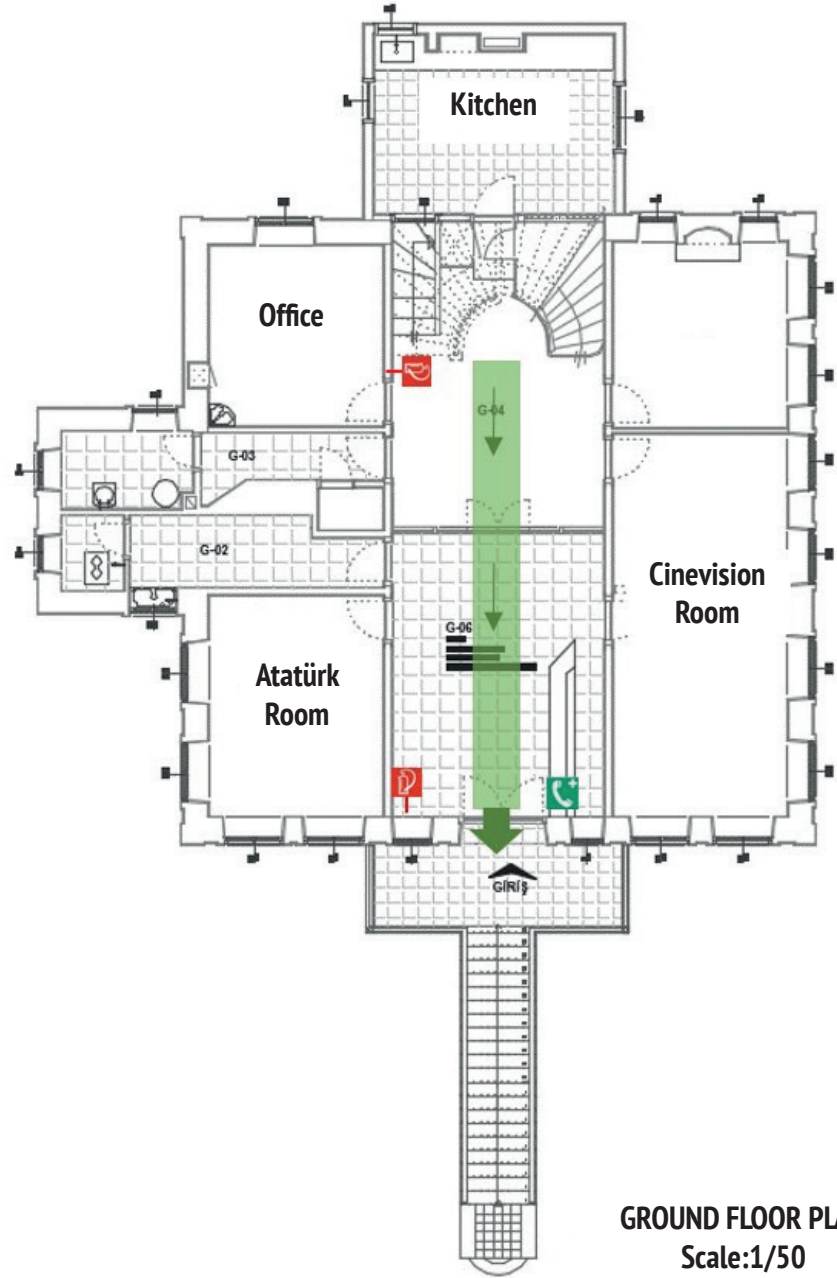 Kitchen
Office
G-04
G-03
G-02
Cinevision
Room
G-06
Atatürk
Room
GİRİŞ
GROUND FLOOR PLA
Scale:1/50